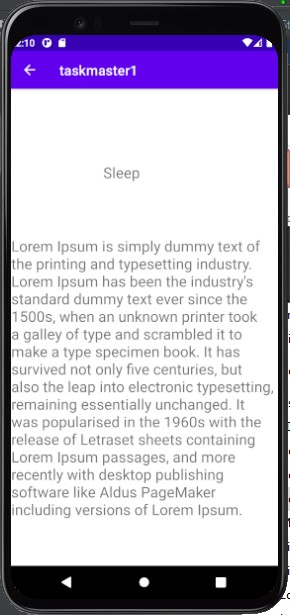 2:10
taskmaster1
Sleep
Lorem Ipsum is simply dummy text of
the printing and typesetting industry.
Lorem Ipsum has been the industry's
standard dummy text ever since the
1500s, when an unknown printer took
a galley of type and scrambled it to
make a type specimen book. It has
survived not only five centuries, but
also the leap into electronic typesetting,
remaining essentially unchanged. It
was popularised in the 1960s with the
release of Letraset sheets containing
Lorem Ipsum passages, and more
recently with desktop publishing
software like Aldus PageMaker
including versions of Lorem Ipsum.